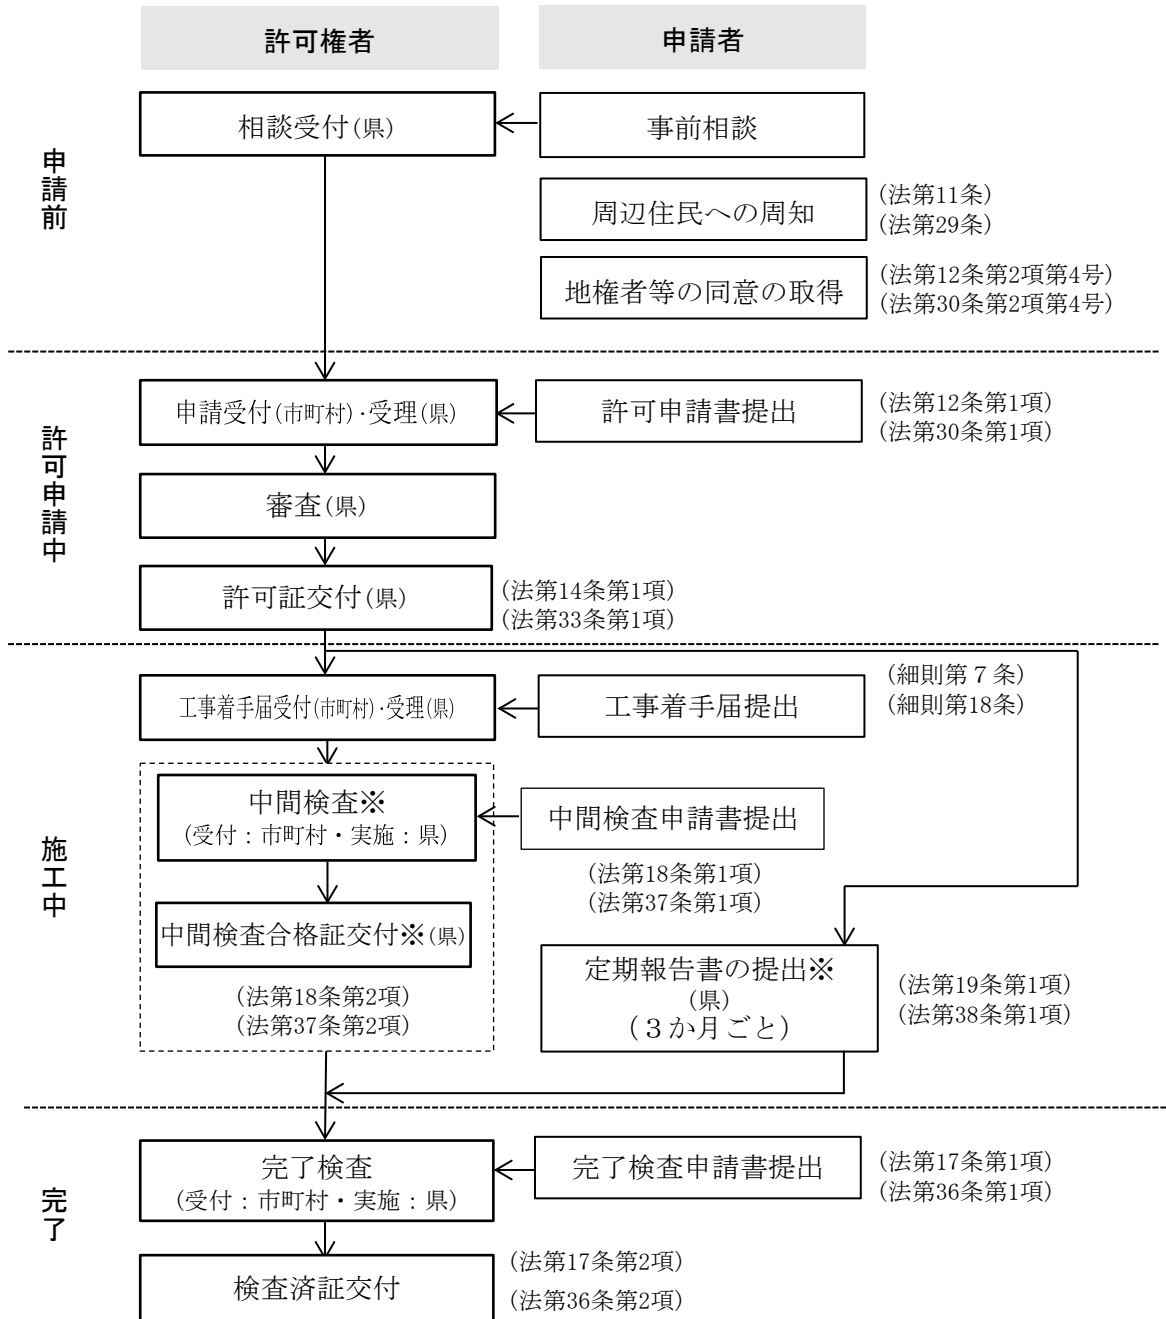 許可権者
申請者
申請前
相談受付(県)
事前相談
周辺住民への周知
(法第11条)
(法第29条)
地権者等の同意の取得
(法第12条第2項第4号)
(法第30条第2項第4号)
許可申請中
申請受付(市町村)・受理(県)
許可申請書提出
(法第12条第1項)
(法第30条第1項)
審査(県)
許可証交付(県)
(法第14条第1項)
(法第33条第1項)
施工中
工事着手届受付(市町村)・受理(県)
工事着手届提出
(細則第７条)
(細則第18条)
中間検査※
(受付：市町村・実施：県)
中間検査申請書提出
(法第18条第1項)
(法第37条第1項)
中間検査合格証交付※(県)
(法第18条第2項)
(法第37条第2項)
定期報告書の提出※
(県)
(３か月ごと)
(法第19条第1項)
(法第38条第1項)
完了
完了検査
(受付：市町村・実施：県)
完了検査申請書提出
(法第17条第1項)
(法第36条第1項)
検査済証交付
(法第17条第2項)
(法第36条第2項)